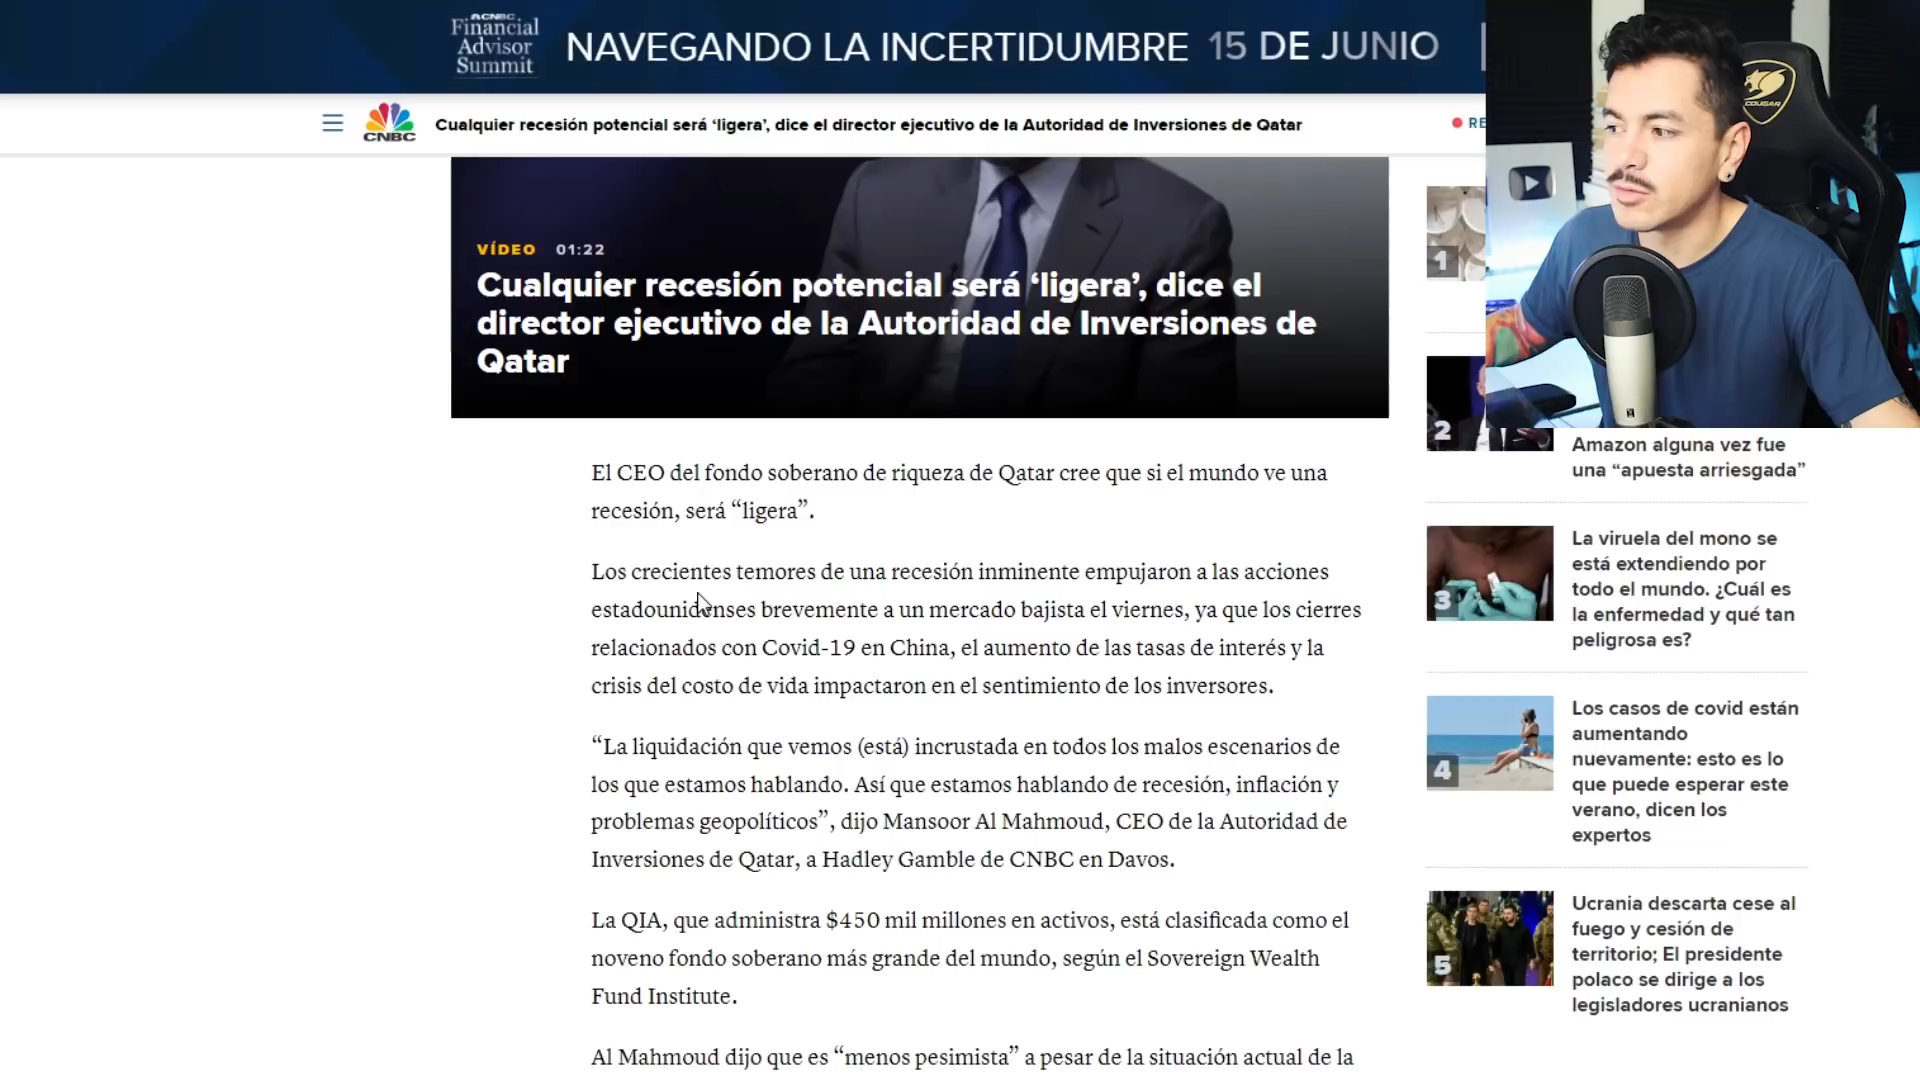 CNBC
Financial
Advisor
Summit
NAVEGANDO LA INCERTIDUMBRE 15 DE JUNIO
CNBC
Cualquier recesión potencial será ‘ligera’, dice el director ejecutivo de la Autoridad de Inversiones de Qatar
COUGAR
VÍDEO 01:22
Cualquier recesión potencial será ‘ligera’, dice el
director ejecutivo de la Autoridad de Inversiones de
Qatar
El CEO del fondo soberano de riqueza de Qatar cree que si el mundo ve una
recesión, será “ligera”.
Los crecientes temores de una recesión inminente empujaron a las acciones
estadounidenses brevemente a un mercado bajista el viernes, ya que los cierres
relacionados con Covid-19 en China, el aumento de las tasas de interés y la
crisis del costo de vida impactaron en el sentimiento de los inversores.
“La liquidación que vemos (está) incrustada en todos los malos escenarios de
los que estamos hablando. Así que estamos hablando de recesión, inflación y
problemas geopolíticos”, dijo Mansoor Al Mahmoud, CEO de la Autoridad de
Inversiones de Qatar, a Hadley Gamble de CNBC en Davos.
La QIA, que administra $450 mil millones en activos, está clasificada como el
noveno fondo soberano más grande del mundo, según el Sovereign Wealth
Fund Institute.
Al Mahmoud dijo que es “menos pesimista” a pesar de la situación actual de la
1
2
Amazon alguna vez fue
una “apuesta arriesgada”
3
La viruela del mono se
está extendiendo por
todo el mundo. ¿Cuál es
la enfermedad y qué tan
peligrosa es?
4
Los casos de covid están
aumentando
nuevamente: esto es lo
que puede esperar este
verano, dicen los
expertos
5
Ucrania descarta cese al
fuego y cesión de
territorio; El presidente
polaco se dirige a los
legisladores ucranianos